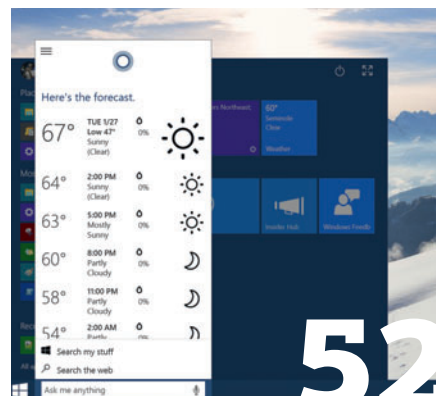 Here's the forecast.
67°
TUE 1/27
Low 47°
Sunny
(Clear)
0%
64°
2:00 PM
Sunny
(Clear)
0%
63°
5:00 PM
Mostly
Sunny
0%
60°
8:00 PM
Partly
Cloudy
0%
58°
11:00 PM
Partly
Cloudy
0%
54°
2:00 AM
Partly
0%
Search my stuff
Search the web
Ask me anything
Northeast,
60°
Seminole
Clear
Weather
Insider Hub
Windows Feedb
52